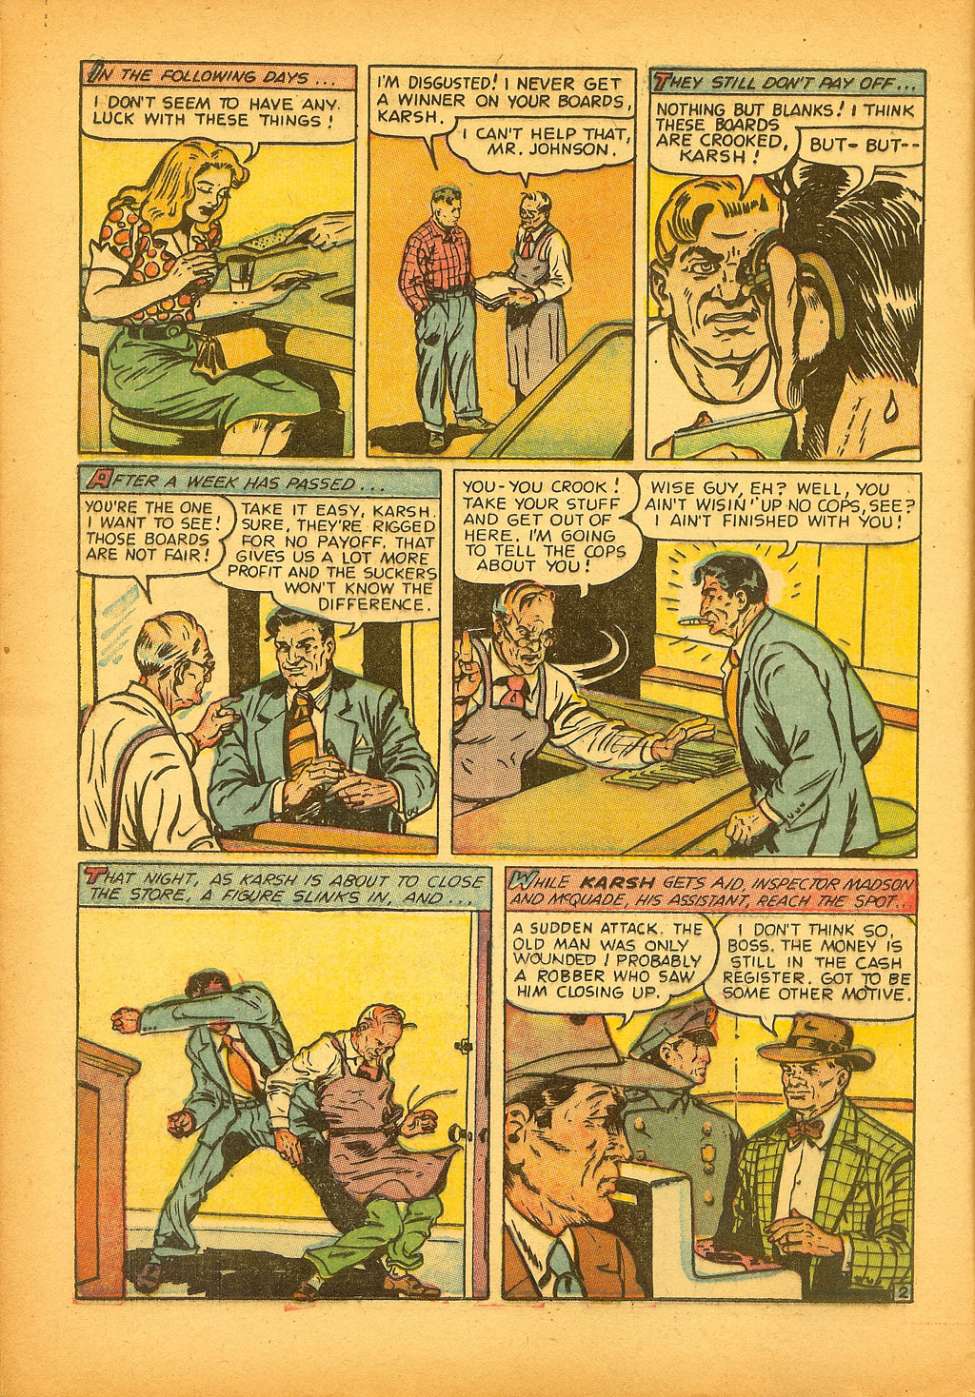 IN THE FOLLOWING DAYS...
I DON'T SEEM TO HAVE ANY
LUCK WITH THESE THINGS!
I'M DISGUSTED! I NEVER GET
A WINNER ON YOUR BOARDS,
KARSH.
I CAN'T HELP THAT,
MR. JOHNSON.
THEY STILL DON'T PAY OFF...
NOTHING BUT BLANKS! I THINK
THESE BOARDS
ARE CROOKED,
KARSH!
BUT- BUT--
AFTER A WEEK HAS PASSED...
YOU'RE THE ONE
I WANT TO SEE!
THOSE BOARDS
ARE NOT FAIR!
TAKE IT EASY, KARSH.
SURE, THEY'RE RIGGED
FOR NO PAYOFF. THAT
GIVES US A LOT MORE
PROFIT AND THE SUCKERS
WON'T KNOW THE
DIFFERENCE.
YOU-YOU CROOK!
TAKE YOUR STUFF
AND GET OUT OF
HERE. I'M GOING
TO TELL THE COPS
ABOUT YOU!
WISE GUY, EH? WELL, YOU
AIN'T WISIN' UP NO COPS, SEE?
I AIN'T FINISHED WITH YOU!
THAT NIGHT, AS KARSH IS ABOUT TO CLOSE
THE STORE, A FIGURE SLINKS IN, AND...
WHILE KARSH GETS AID, INSPECTOR MADSON
AND McQUADE, HIS ASSISTANT, REACH THE SPOT...
A SUDDEN ATTACK. THE
OLD MAN WAS ONLY
WOUNDED! PROBABLY
A ROBBER WHO SAW
HIM CLOSING UP.
I DON'T THINK SO,
BOSS. THE MONEY IS
STILL IN THE CASH
REGISTER. GOT TO BE
SOME OTHER MOTIVE.
2